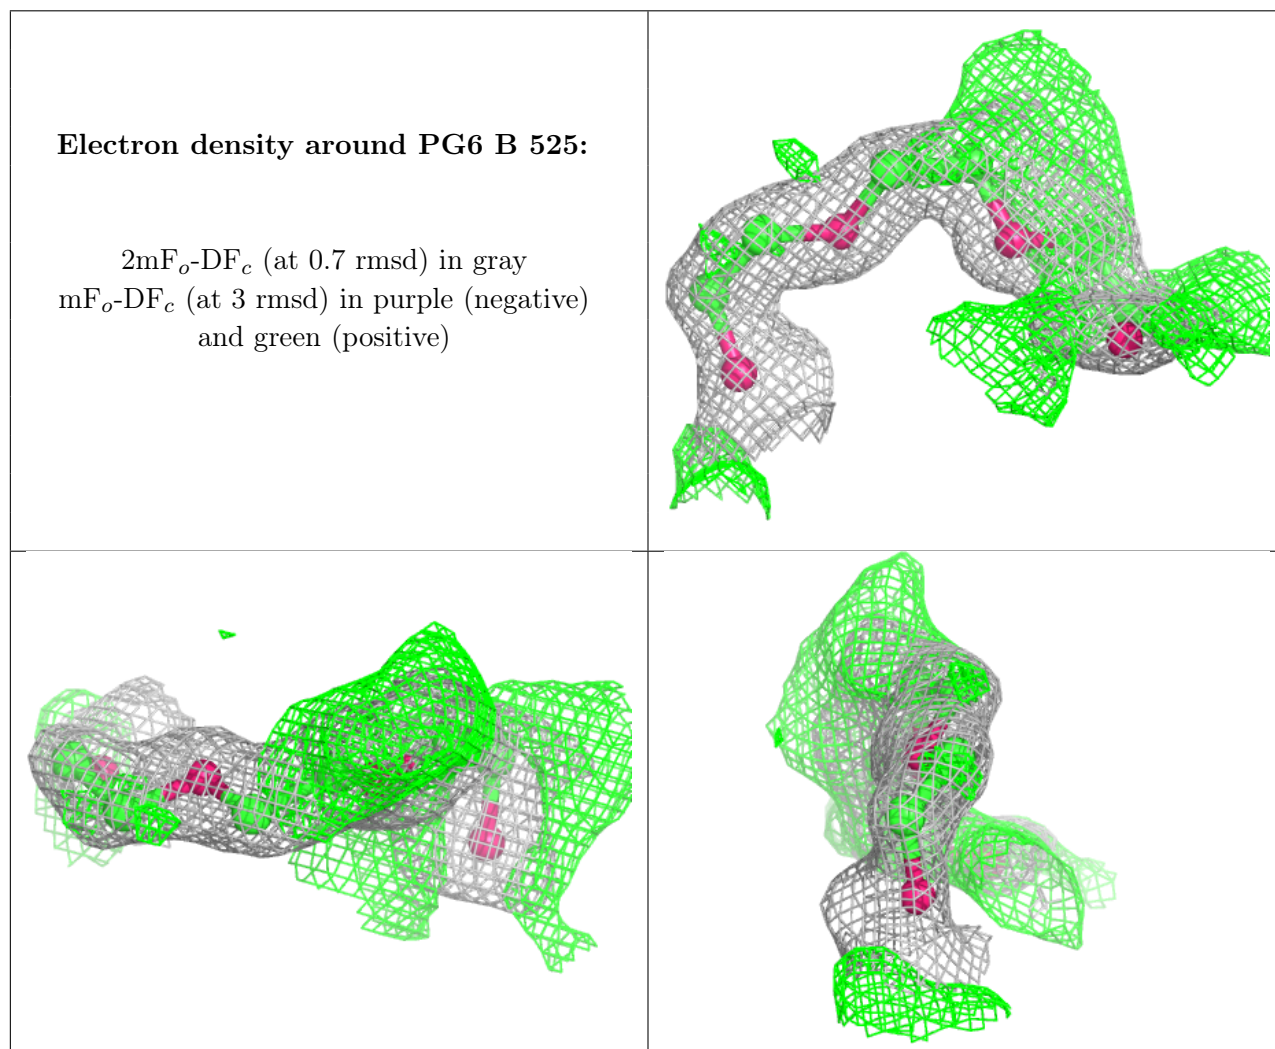 Electron density around PG6 B 525:
2mFo-DFc (at 0.7 rmsd) in gray
mFo-DFc (at 3 rmsd) in purple (negative)
and green (positive)